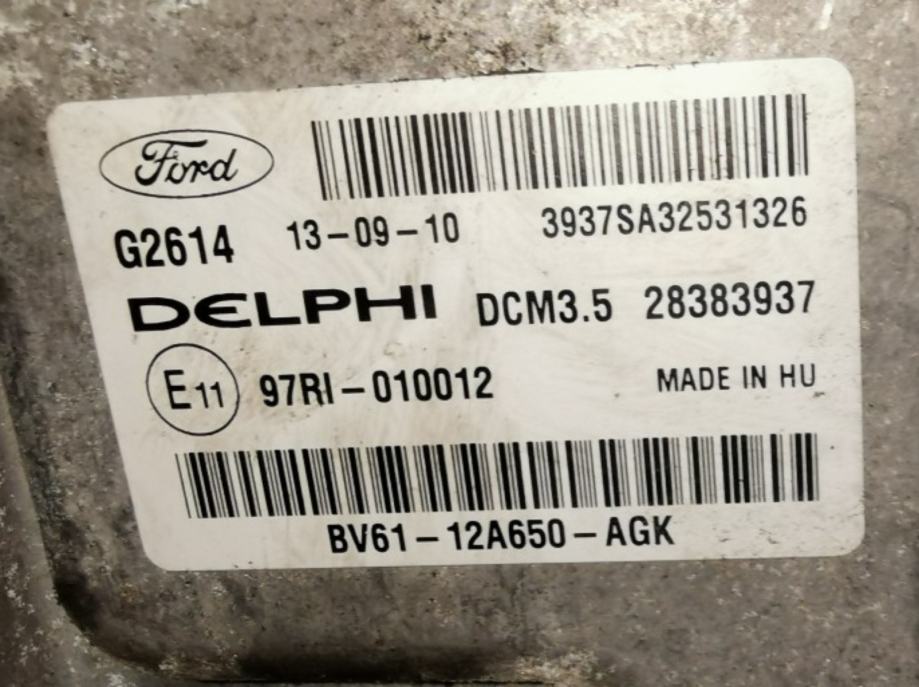 Ford
G2614 13-09-10 3937SA32531326
DELPHI DCM3.5 28383937
E11 97RI-010012 MADE IN HU
BV61-12A650-AGK